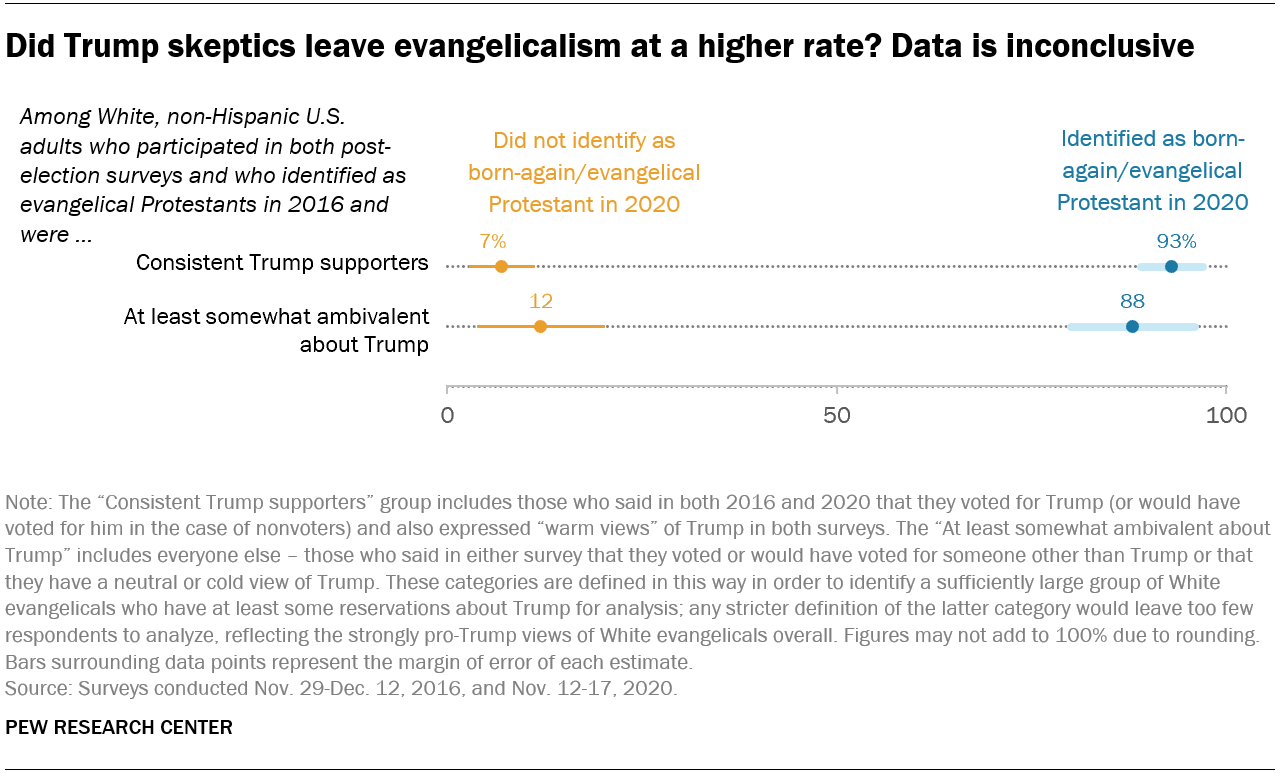 Did Trump skeptics leave evangelicalism at a higher rate? Data is inconclusive
Among White, non-Hispanic U.S.
adults who participated in both post-
election surveys and who identified as
evangelical Protestants in 2016 and
were ...
Did not identify as
born-again/evangelical
Protestant in 2020
Identified as born-
again/evangelical
Protestant in 2020
7%
93%
Consistent Trump supporters
12
88
At least somewhat ambivalent
about Trump
0
50
100
Note: The “Consistent Trump supporters” group includes those who said in both 2016 and 2020 that they voted for Trump (or would have
voted for him in the case of nonvoters) and also expressed “warm views” of Trump in both surveys. The “At least somewhat ambivalent about
Trump” includes everyone else – those who said in either survey that they voted or would have voted for someone other than Trump or that
they have a neutral or cold view of Trump. These categories are defined in this way in order to identify a sufficiently large group of White
evangelicals who have at least some reservations about Trump for analysis; any stricter definition of the latter category would leave too few
respondents to analyze, reflecting the strongly pro-Trump views of White evangelicals overall. Figures may not add to 100% due to rounding.
Bars surrounding data points represent the margin of error of each estimate.
Source: Surveys conducted Nov. 29-Dec. 12, 2016, and Nov. 12-17, 2020.
PEW RESEARCH CENTER